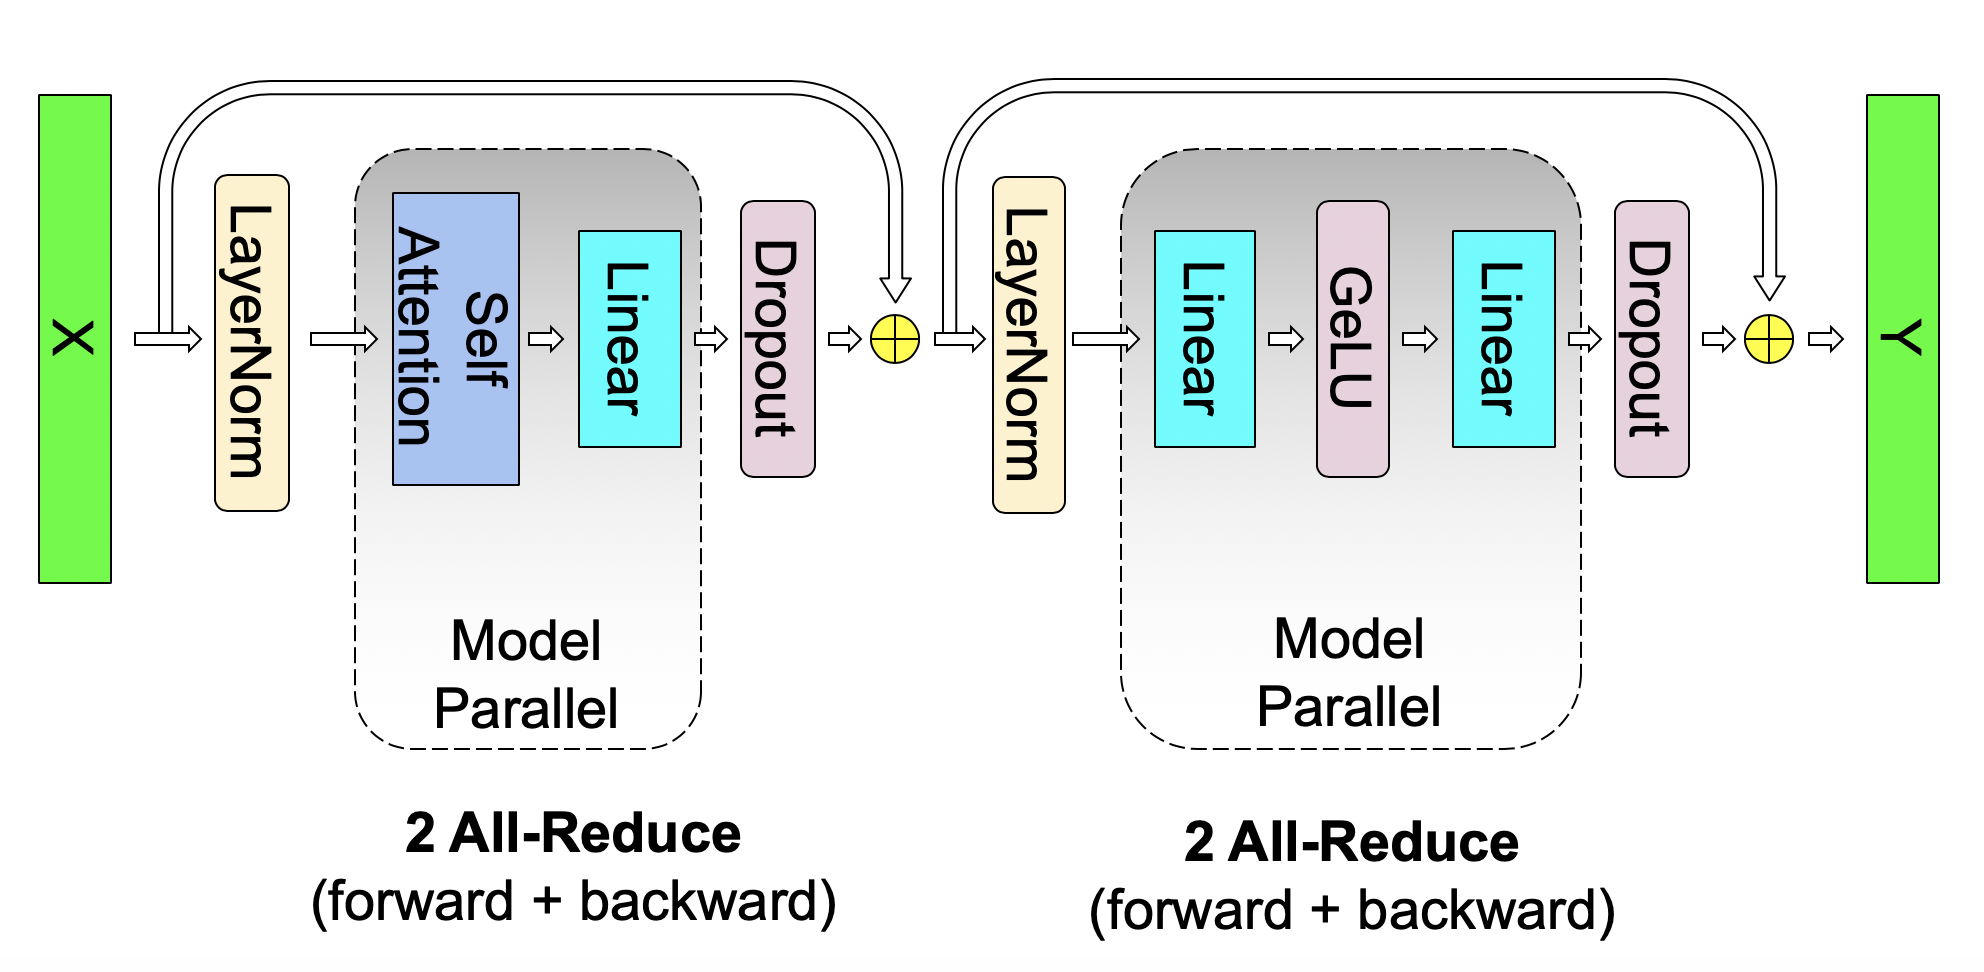 X
LayerNorm
Self
Attention
Linear
Dropout
LayerNorm
Linear
GeLU
Linear
Dropout
Y
Model
Parallel
Model
Parallel
2 All-Reduce
(forward + backward)
2 All-Reduce
(forward + backward)